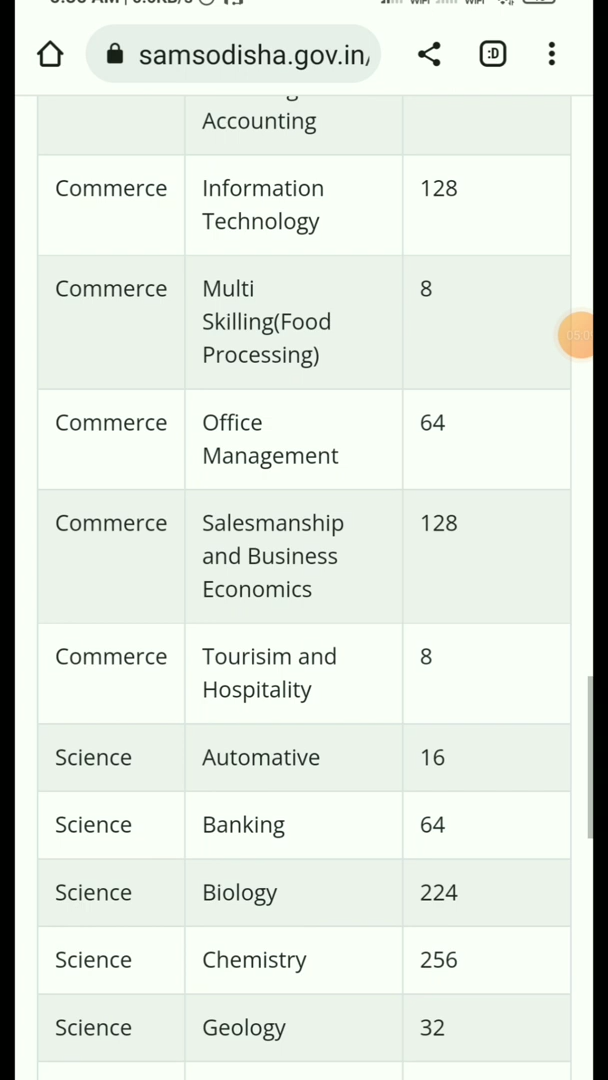 samsodisha.gov.in/
:D
Accounting
Commerce Information Technology 128
Commerce Multi Skilling(Food Processing) 8
Commerce Office Management 64
Commerce Salesmanship and Business Economics 128
Commerce Tourisim and Hospitality 8
Science Automative 16
Science Banking 64
Science Biology 224
Science Chemistry 256
Science Geology 32